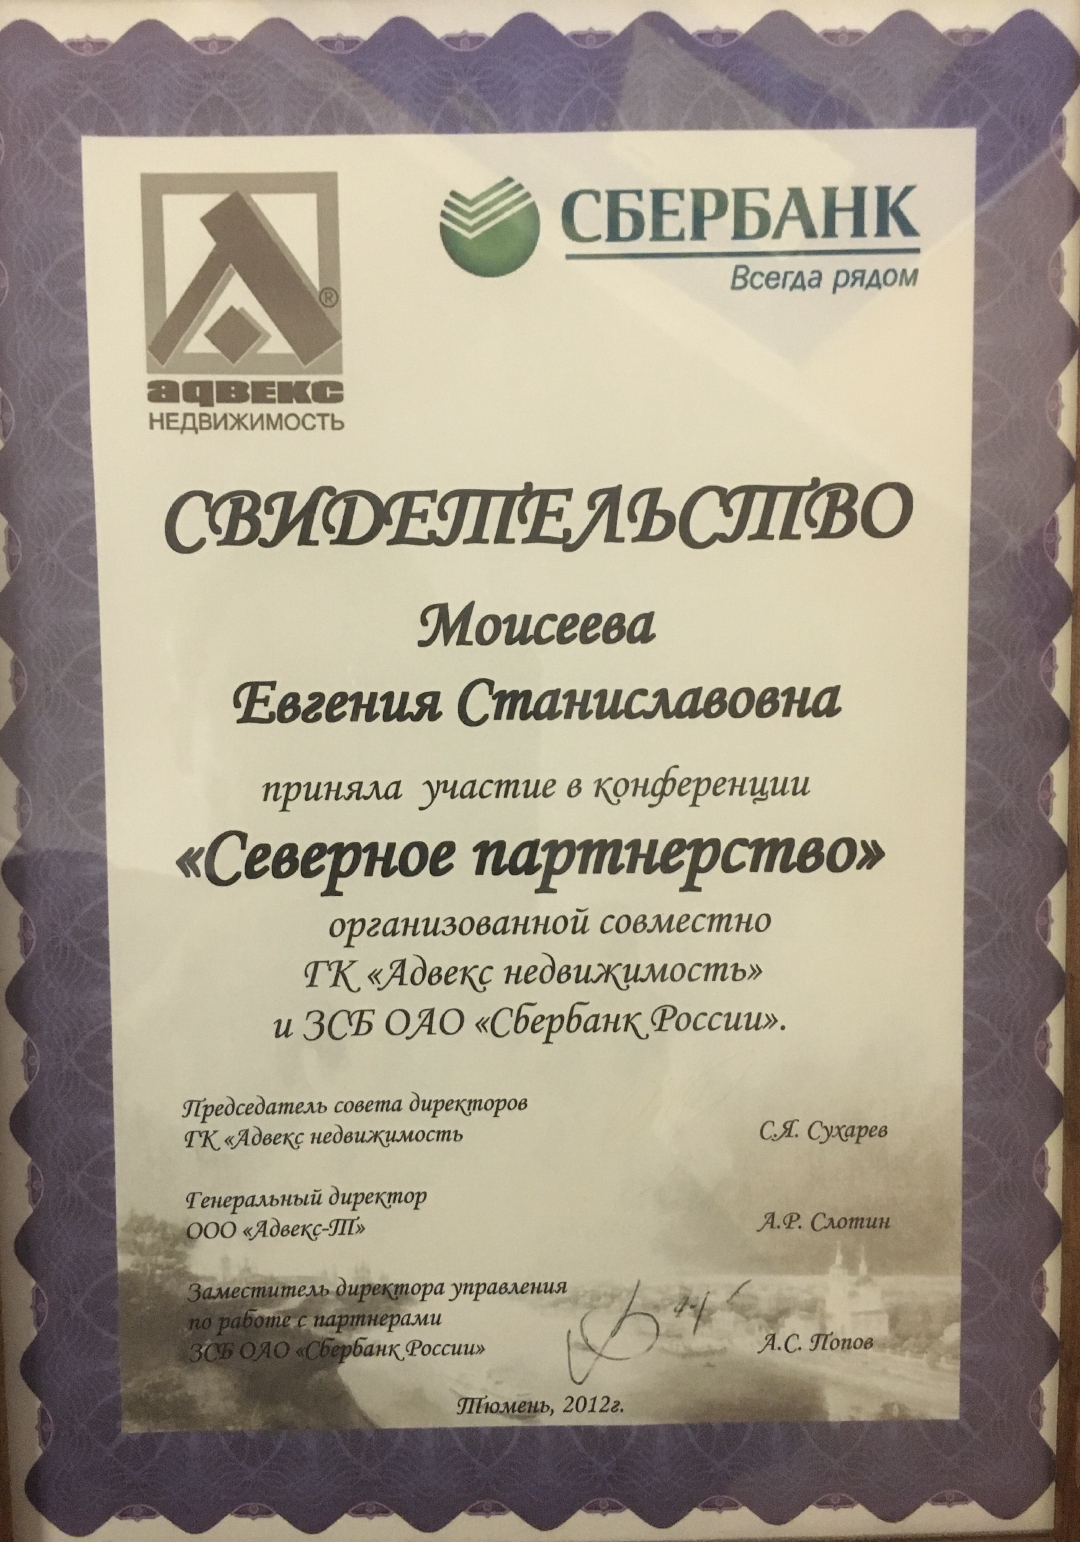 адвекс
НЕДВИЖИМОСТЬ
®
СБЕРБАНК
Всегда рядом
СВИДЕТЕЛЬСТВО
Моисеева
Евгения Станиславовна
приняла участие в конференции
«Северное партнерство»
организованной совместно
ГК «Адвекс недвижимость»
и ЗСБ ОАО «Сбербанк России».
Председатель совета директоров
ГК «Адвекс недвижимость
С.Я. Сухарев
Генеральный директор
ООО «Адвекс-Т»
А.Р. Слотин
Заместитель директора управления
по работе с партнерами
ЗСБ ОАО «Сбербанк России»
А.С. Попов
Тюмень, 2012г.